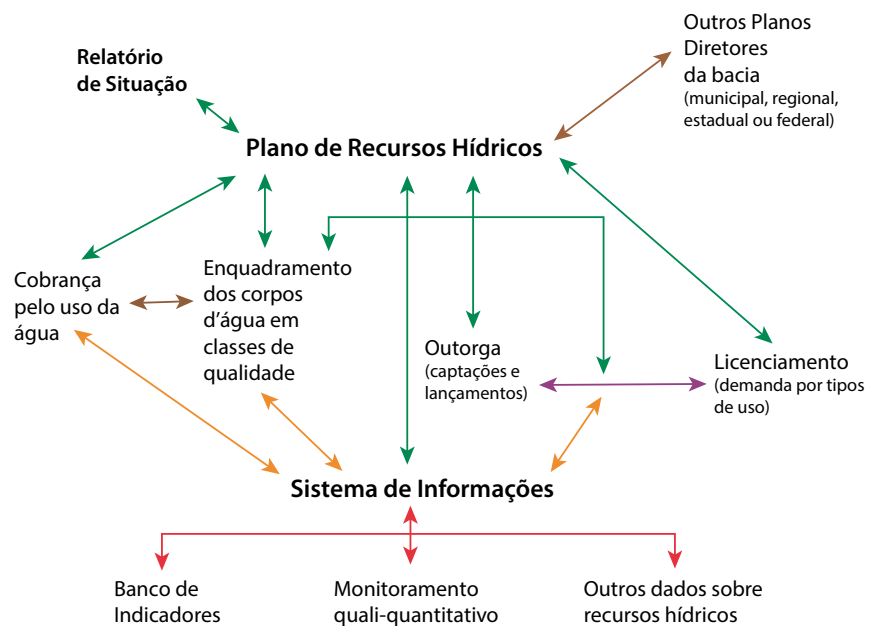 Relatório
de Situação
Outros Planos
Diretores
da bacia
(municipal, regional,
estadual ou federal)
Plano de Recursos Hídricos
Cobrança
pelo uso da
água
Enquadramento
dos corpos
d’água em
classes de
qualidade
Outorga
(captações e
lançamentos)
Licenciamento
(demanda por tipos
de uso)
Sistema de Informações
Banco de
Indicadores
Monitoramento
quali-quantitativo
Outros dados sobre
recursos hídricos